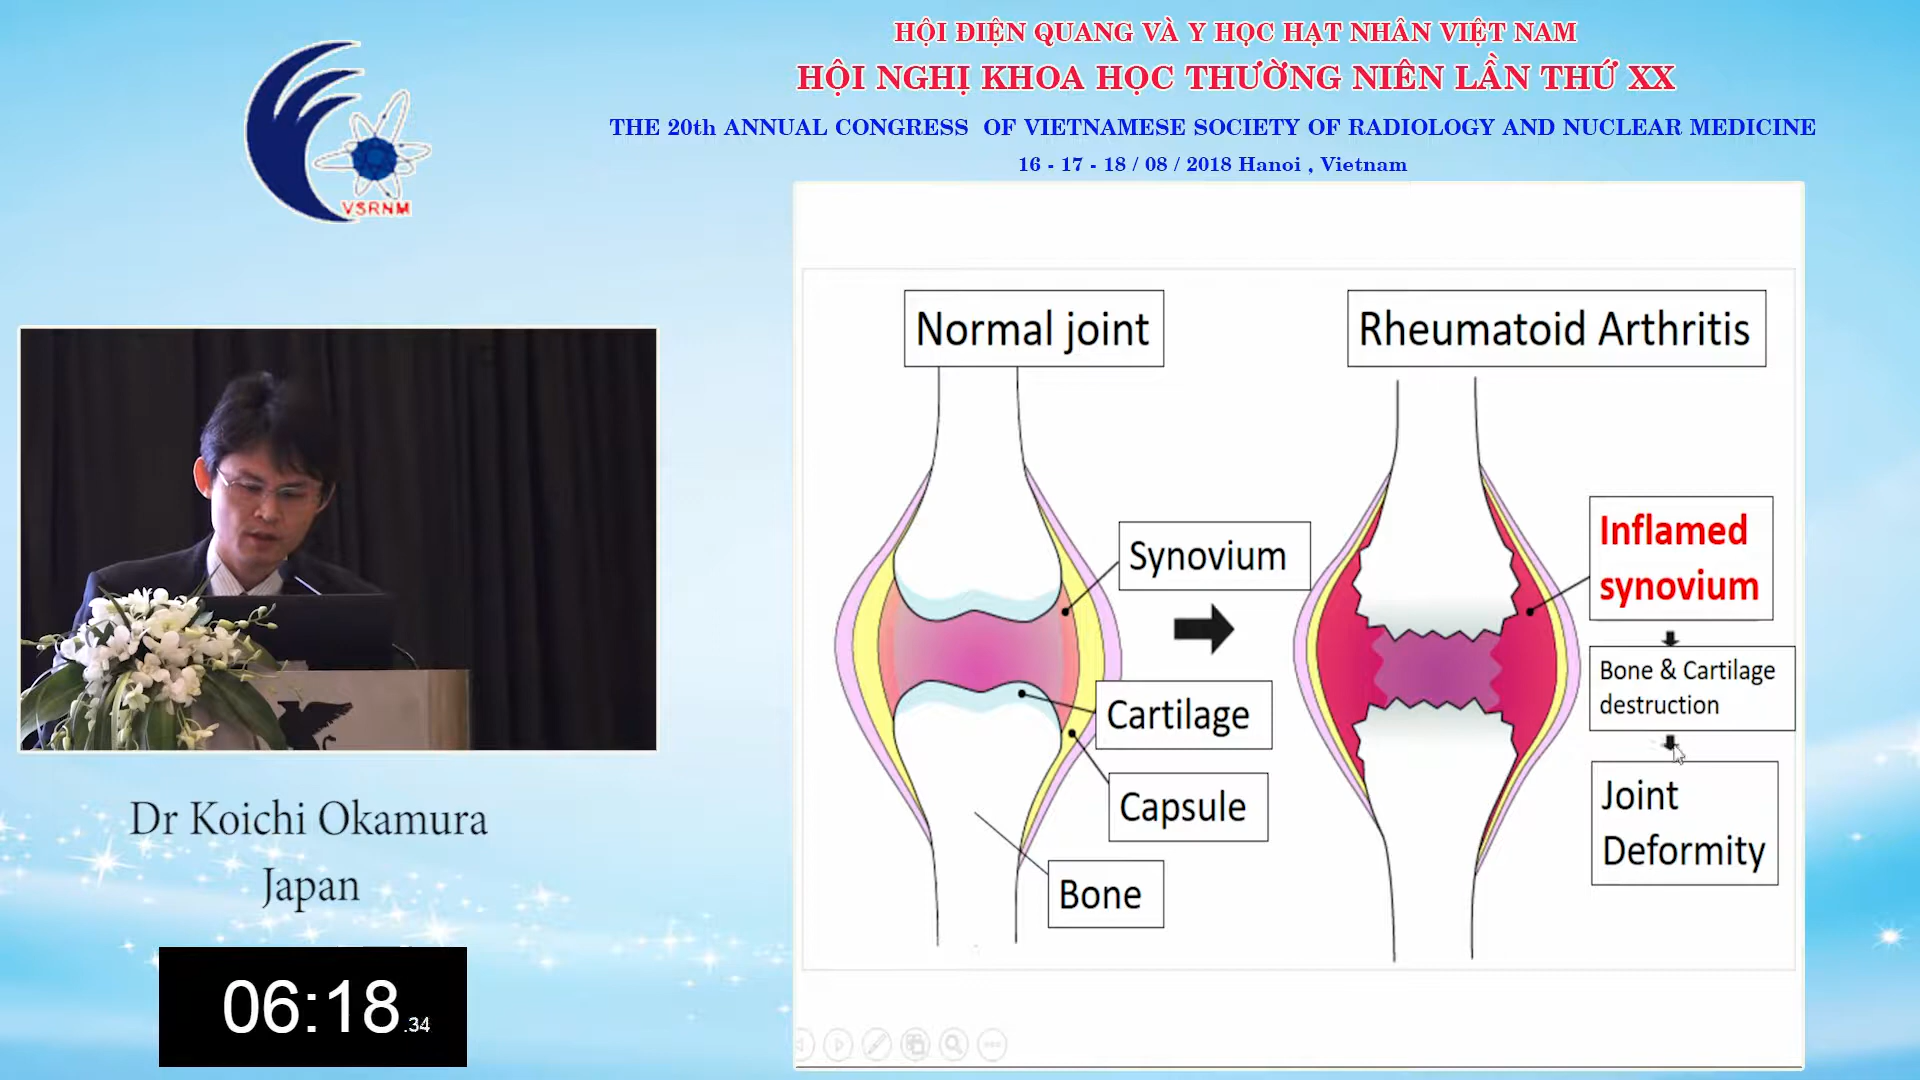 HỘI ĐIỆN QUANG VÀ Y HỌC HẠT NHÂN VIỆT NAM
HỘI NGHỊ KHOA HỌC THƯỜNG NIÊN LẦN THỨ XX
THE 20th ANNUAL CONGRESS OF VIETNAMESE SOCIETY OF RADIOLOGY AND NUCLEAR MEDICINE
16 - 17 - 18 / 08 / 2018 Hanoi , Vietnam
VSRNM
Normal joint
Rheumatoid Arthritis
Synovium
Cartilage
Capsule
Bone
Inflamed
synovium
Bone & Cartilage
destruction
Joint
Deformity
Dr Koichi Okamura
Japan
06:18.34